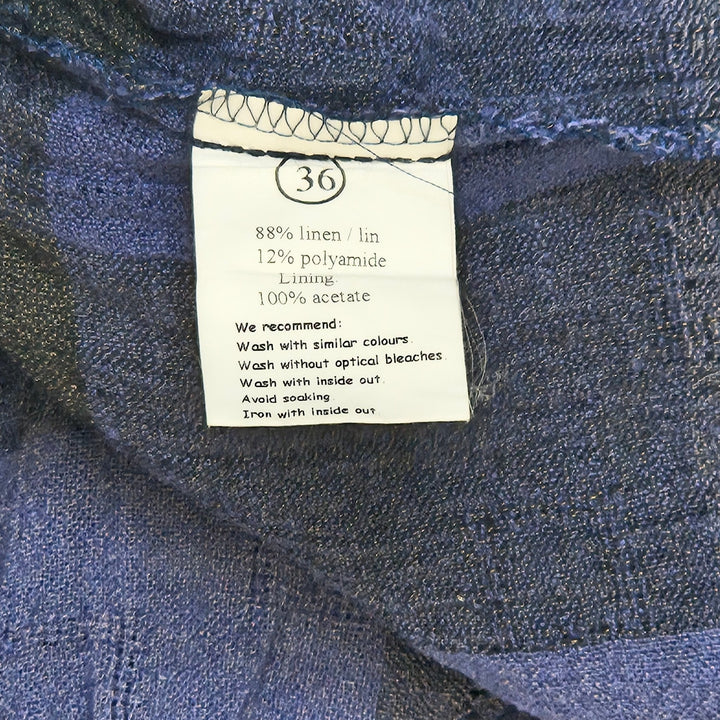 36
88% linen / lin
12% polyamide
Lining.
100% acetate
We recommend:
Wash with similar colours.
Wash without optical bleaches.
Wash with inside out.
Avoid soaking
Iron with inside out